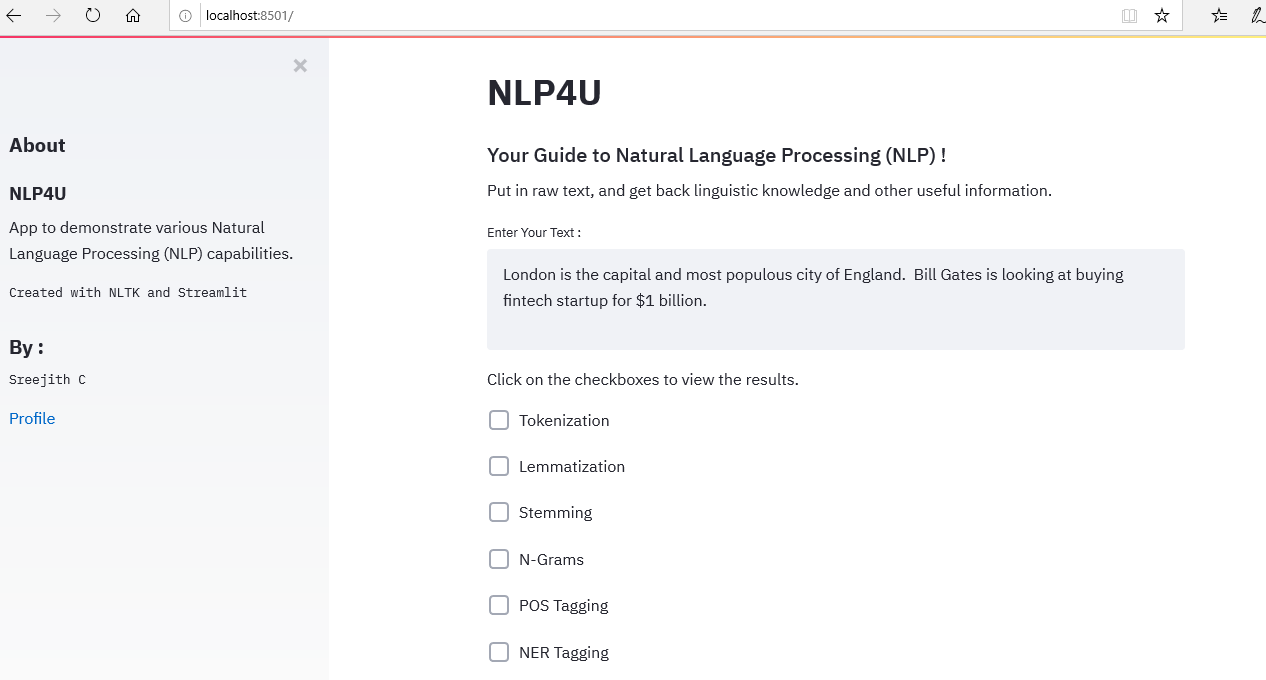 localhost:8501/
About
NLP4U
App to demonstrate various Natural
Language Processing (NLP) capabilities.
Created with NLTK and Streamlit
By :
Sreejith C
Profile
NLP4U
Your Guide to Natural Language Processing (NLP) !
Put in raw text, and get back linguistic knowledge and other useful information.
Enter Your Text :
London is the capital and most populous city of England.  Bill Gates is looking at buying
fintech startup for $1 billion.
Click on the checkboxes to view the results.
Tokenization
Lemmatization
Stemming
N-Grams
POS Tagging
NER Tagging